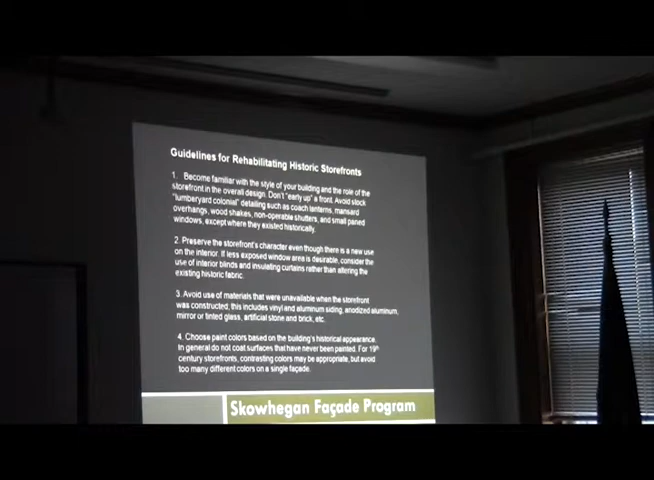 Guidelines for Rehabilitating Historic Storefronts
1. Become familiar with the style of your building and the role of the
storefront in the overall design. Don't "early up" a front. Avoid stock
"lumberyard colonial" detailing such as coach lanterns, mansard
overhangs, wood shakes, non-operable shutters, and small paned
windows, except where they existed historically.
2. Preserve the storefront's character even though there is a new use
on the interior. If less exposed window area is desirable, consider the
use of interior blinds and insulating curtains rather than altering the
existing historic fabric.
3. Avoid use of materials that were unavailable when the storefront
was constructed, this includes vinyl and aluminum siding, anodized aluminum,
mirror or tinted glass, artificial stone and brick, etc.
4. Choose paint colors based on the building's historical appearance.
In general do not coat surfaces that have never been painted. For 19th
century storefronts, contrasting colors may be appropriate, but avoid
too many different colors on a single façade.
Skowhegan Façade Program